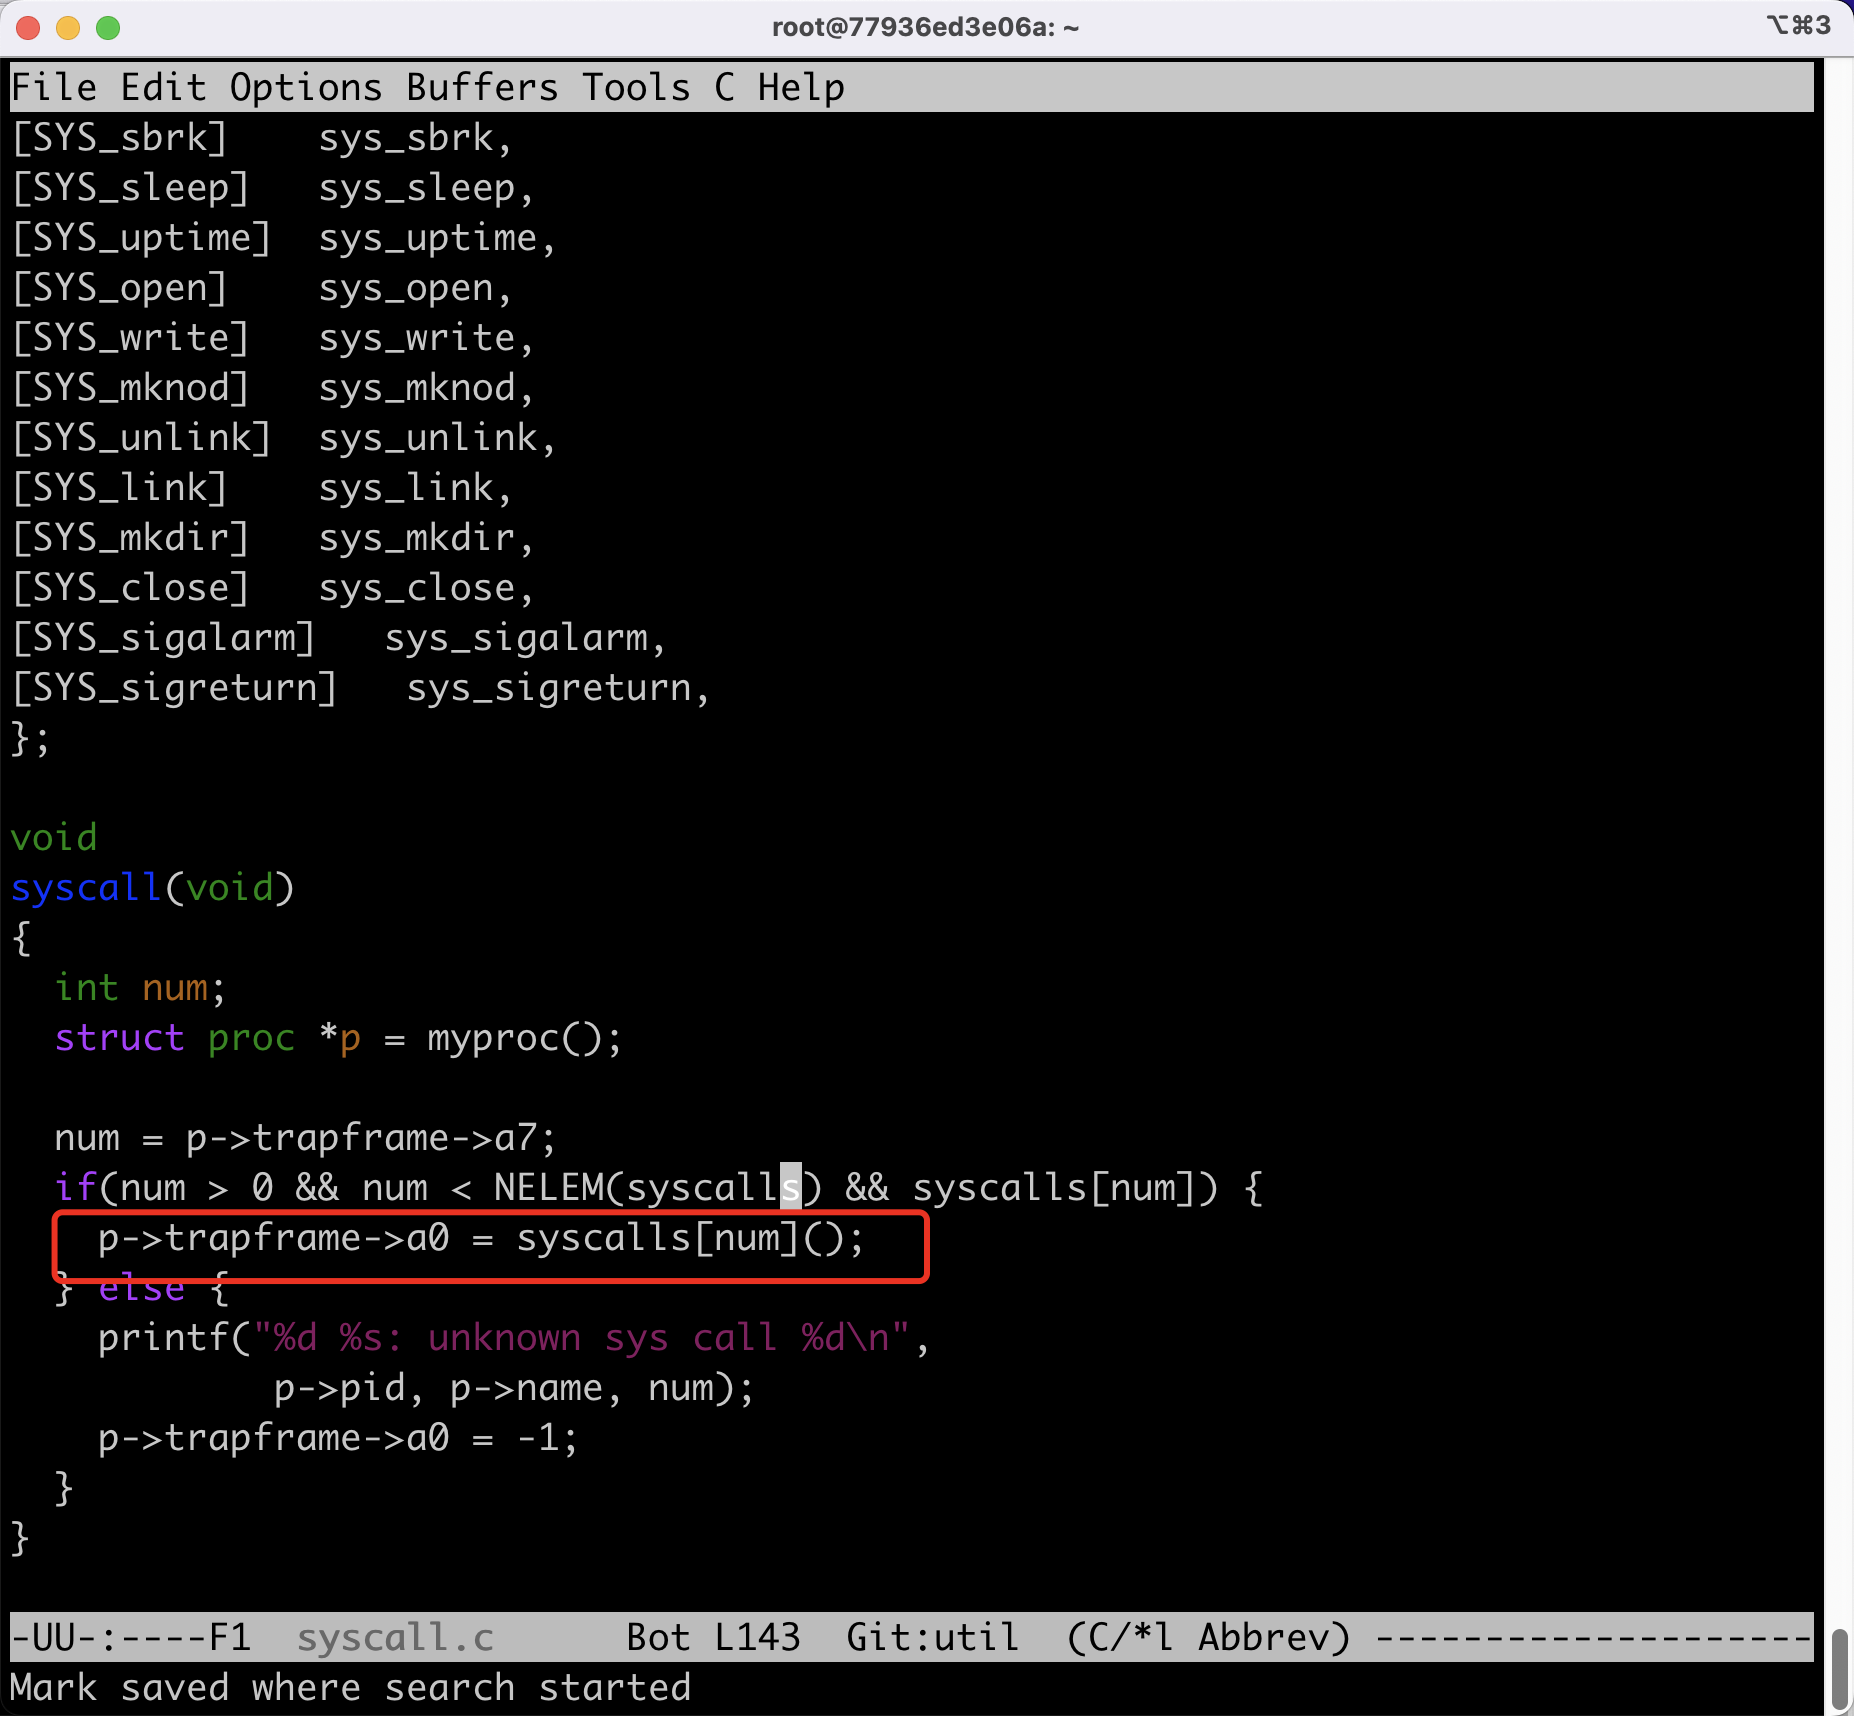 root@77936ed3e06a: ~
⌥⌘3
File Edit Options Buffers Tools C Help
[SYS_sbrk]    sys_sbrk,
[SYS_sleep]   sys_sleep,
[SYS_uptime]  sys_uptime,
[SYS_open]    sys_open,
[SYS_write]   sys_write,
[SYS_mknod]   sys_mknod,
[SYS_unlink]  sys_unlink,
[SYS_link]    sys_link,
[SYS_mkdir]   sys_mkdir,
[SYS_close]   sys_close,
[SYS_sigalarm]   sys_sigalarm,
[SYS_sigreturn]   sys_sigreturn,
};
void
syscall(void)
{
  int num;
  struct proc *p = myproc();
  num = p->trapframe->a7;
  if(num > 0 && num < NELEM(syscalls) && syscalls[num]) {
    p->trapframe->a0 = syscalls[num]();
  } else {
    printf("%d %s: unknown sys call %d\n",
            p->pid, p->name, num);
    p->trapframe->a0 = -1;
  }
}
-UU-:----F1  syscall.c      Bot L143  Git:util  (C/*l Abbrev) --------------------
Mark saved where search started